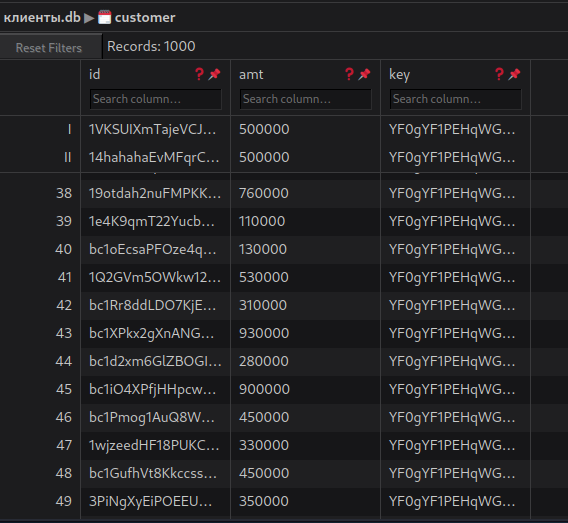 клиенты.db ▶ customer
Reset Filters Records: 1000
id ? amt ? key ?
Search column... Search column... Search column...
I 1VKSUIXmTajeVCJ... 500000 YF0gYF1PEHqWG...
II 14hahahaEvMFqrC... 500000 YF0gYF1PEHqWG...
38 19otdah2nuFMPKK... 760000 YF0gYF1PEHqWG...
39 1e4K9qmT22Yucb... 110000 YF0gYF1PEHqWG...
40 bc1oEcsaPFOze4q... 130000 YF0gYF1PEHqWG...
41 1Q2GVm5OWkw12... 530000 YF0gYF1PEHqWG...
42 bc1Rr8ddLDO7KjE... 310000 YF0gYF1PEHqWG...
43 bc1XPkx2gXnANG... 930000 YF0gYF1PEHqWG...
44 bc1d2xm6GlZBOGI... 280000 YF0gYF1PEHqWG...
45 bc1iO4XPfjHHpcw... 900000 YF0gYF1PEHqWG...
46 bc1Pmog1AuQ8W... 450000 YF0gYF1PEHqWG...
47 1wjzeedHF18PUKC... 330000 YF0gYF1PEHqWG...
48 bc1GufhVt8Kkccss... 450000 YF0gYF1PEHqWG...
49 3PiNgXyEiPOEEU... 350000 YF0gYF1PEHqWG...